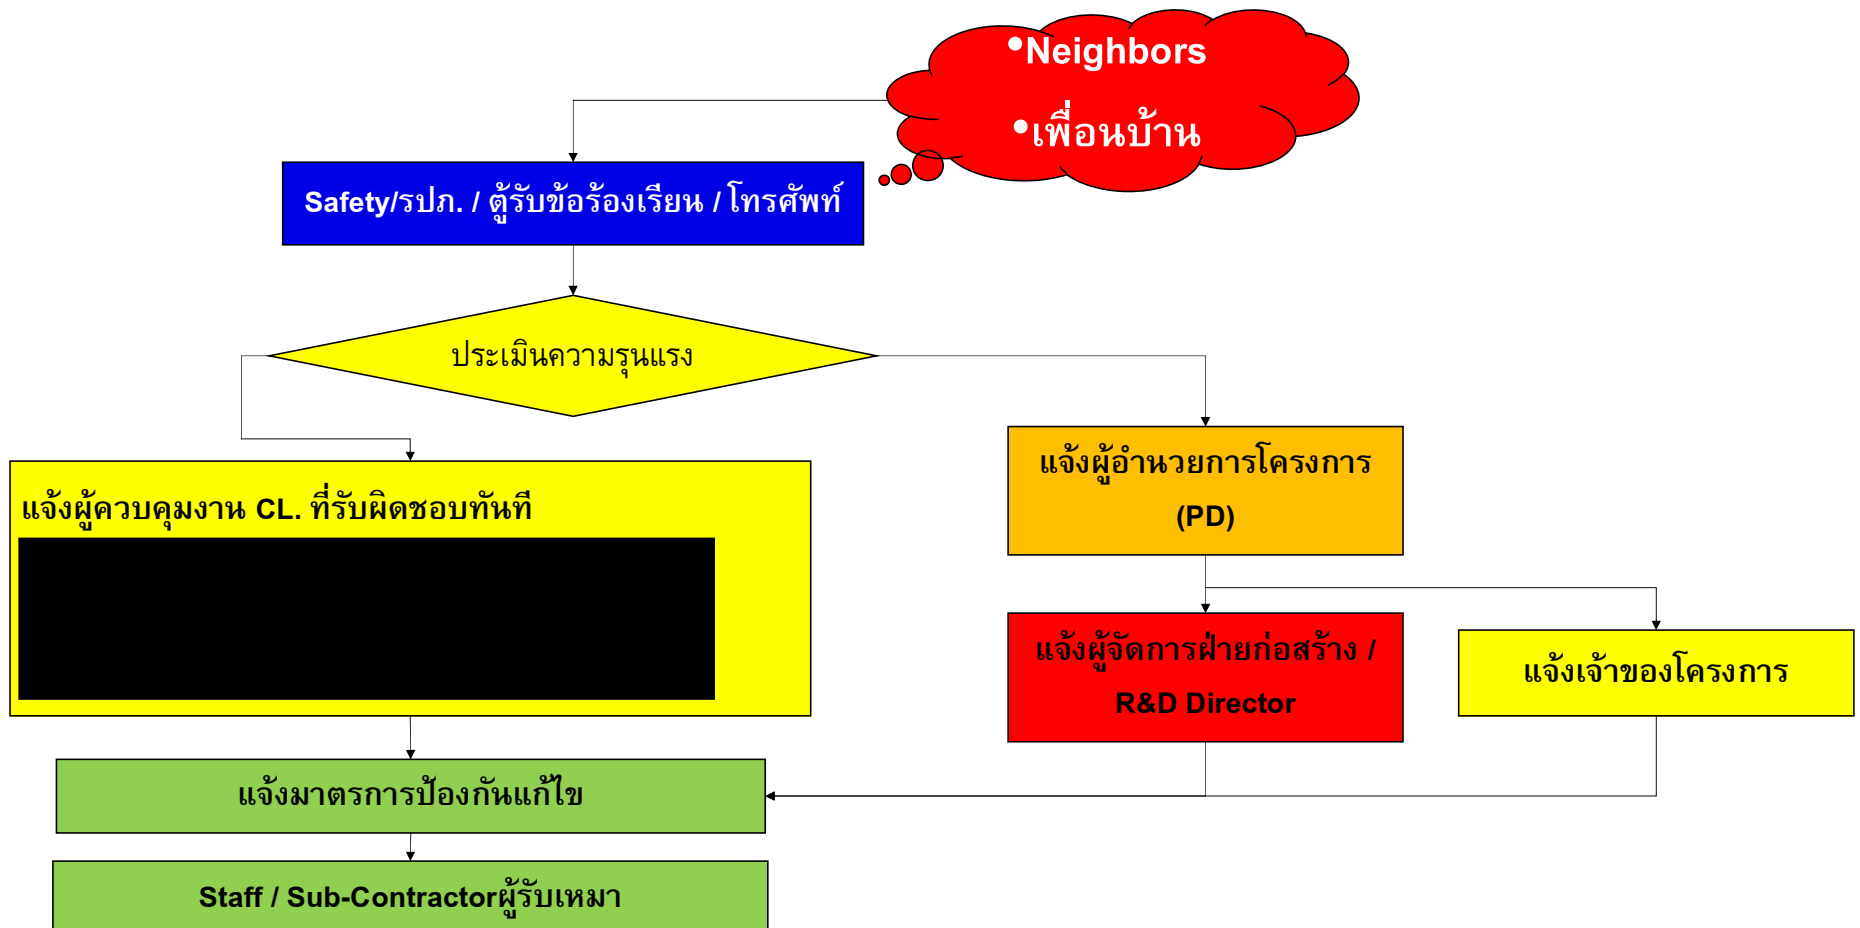 •Neighbors
•เพื่อนบ้าน
Safety/รปภ. / ตู้รับข้อร้องเรียน / โทรศัพท์
ประเมินความรุนแรง
แจ้งผู้ควบคุมงาน CL. ที่รับผิดชอบทันที
แจ้งผู้อำนวยการโครงการ
(PD)
แจ้งผู้จัดการฝ่ายก่อสร้าง /
R&D Director
แจ้งเจ้าของโครงการ
แจ้งมาตรการป้องกันแก้ไข
Staff / Sub-Contractorผู้รับเหมา